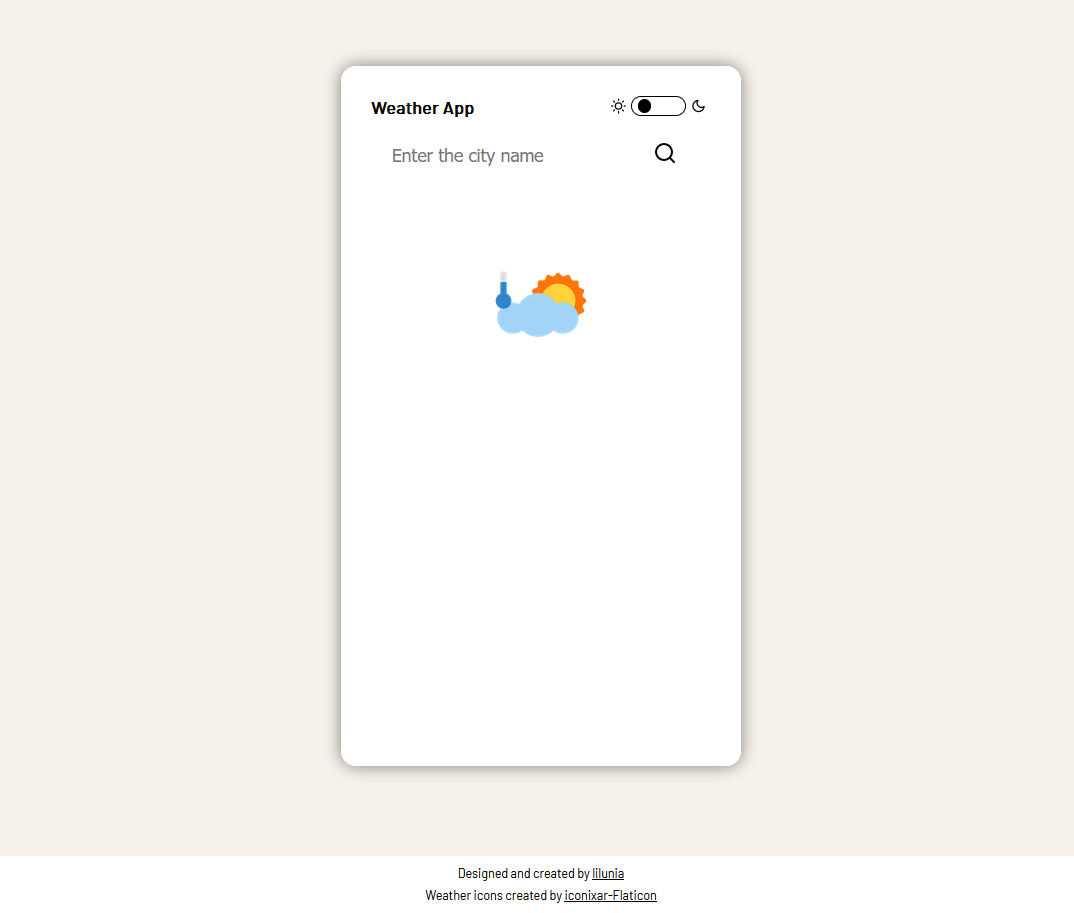 Weather App
Enter the city name
Designed and created by lilunia
Weather icons created by iconixar-Flaticon